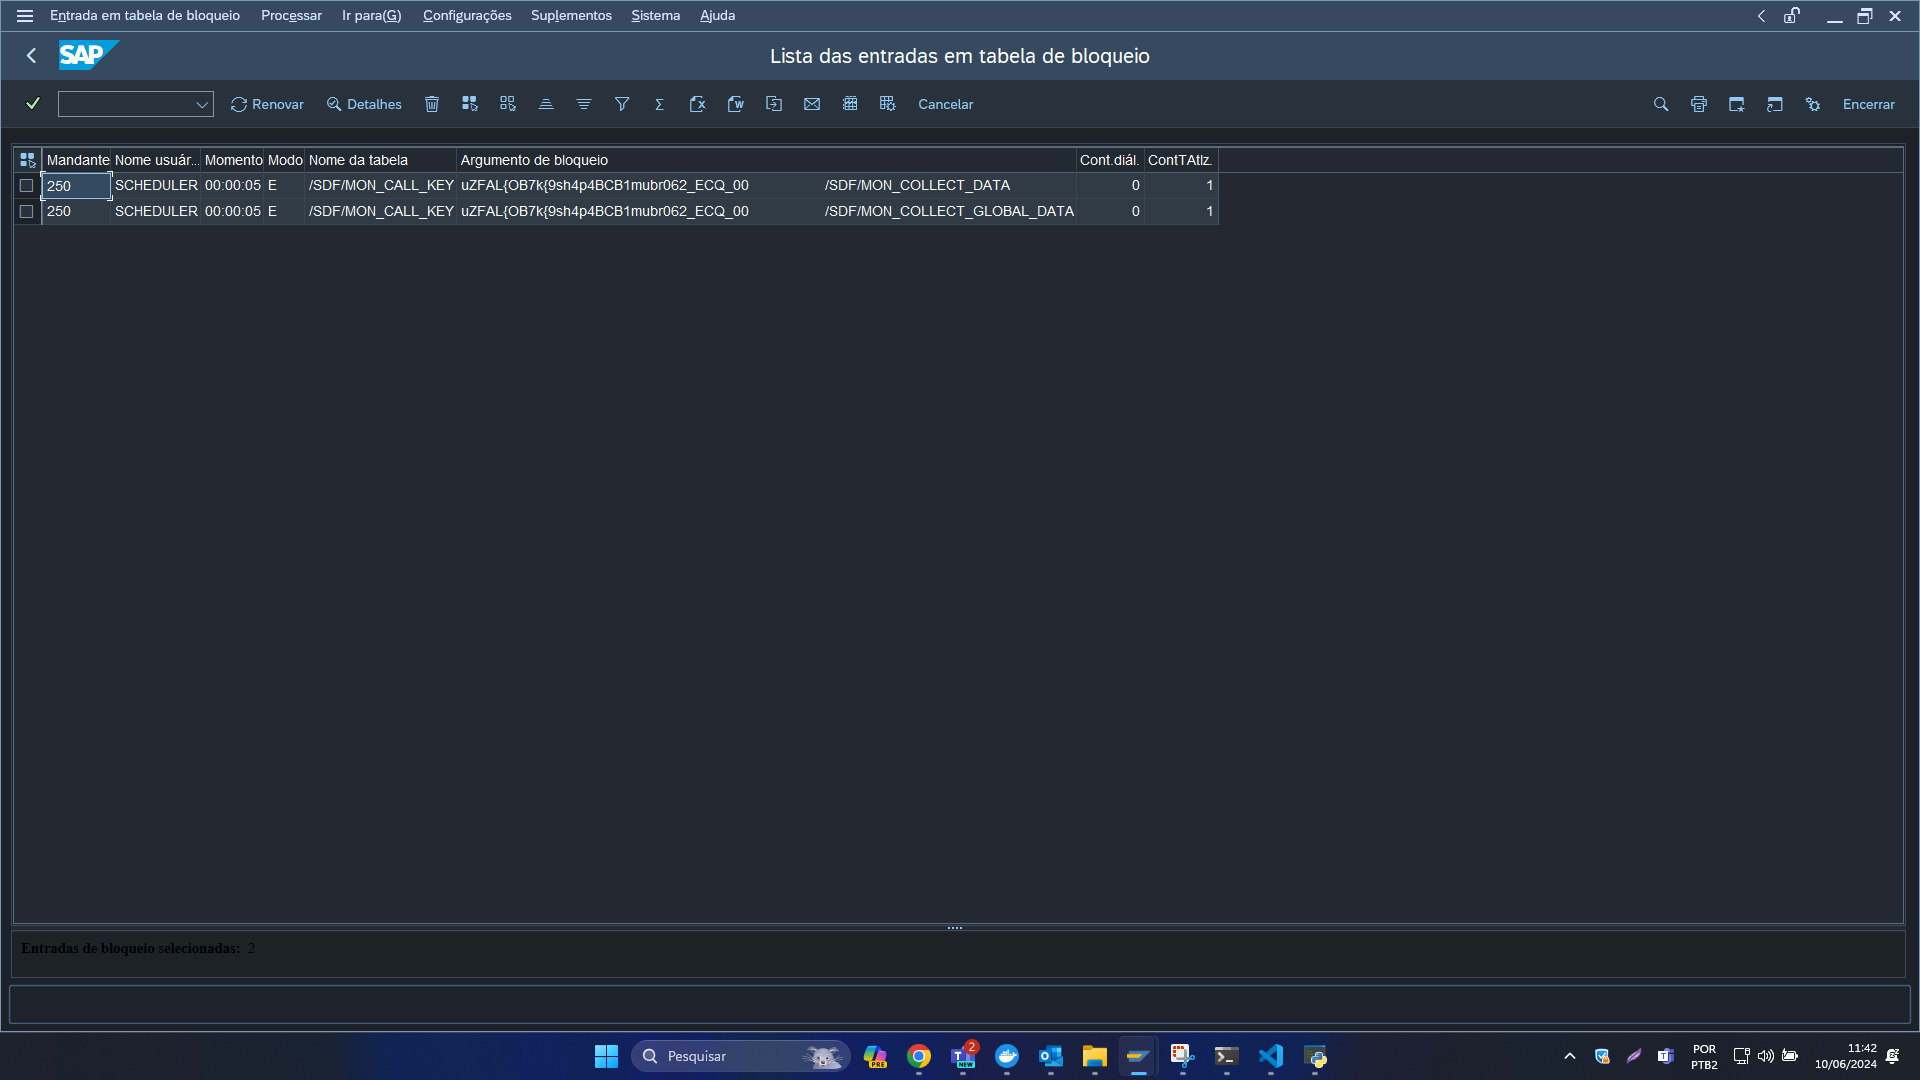 Entrada em tabela de bloqueio Processar Ir para(G) Configurações Suplementos Sistema Ajuda
SAP Lista das entradas em tabela de bloqueio
Renovar Detalhes Cancelar Encerrar
Mandante Nome usuár... Momento Modo Nome da tabela Argumento de bloqueio Cont.diál. ContTAtlz.
250 SCHEDULER 00:00:05 E /SDF/MON_CALL_KEY uZFAL{OB7k{9sh4p4BCB1mubr062_ECQ_00 /SDF/MON_COLLECT_DATA 0 1
250 SCHEDULER 00:00:05 E /SDF/MON_CALL_KEY uZFAL{OB7k{9sh4p4BCB1mubr062_ECQ_00 /SDF/MON_COLLECT_GLOBAL_DATA 0 1
Entradas de bloqueio selecionadas: 2
Pesquisar PRE 2 NEW POR 11:42
PTB2 10/06/2024